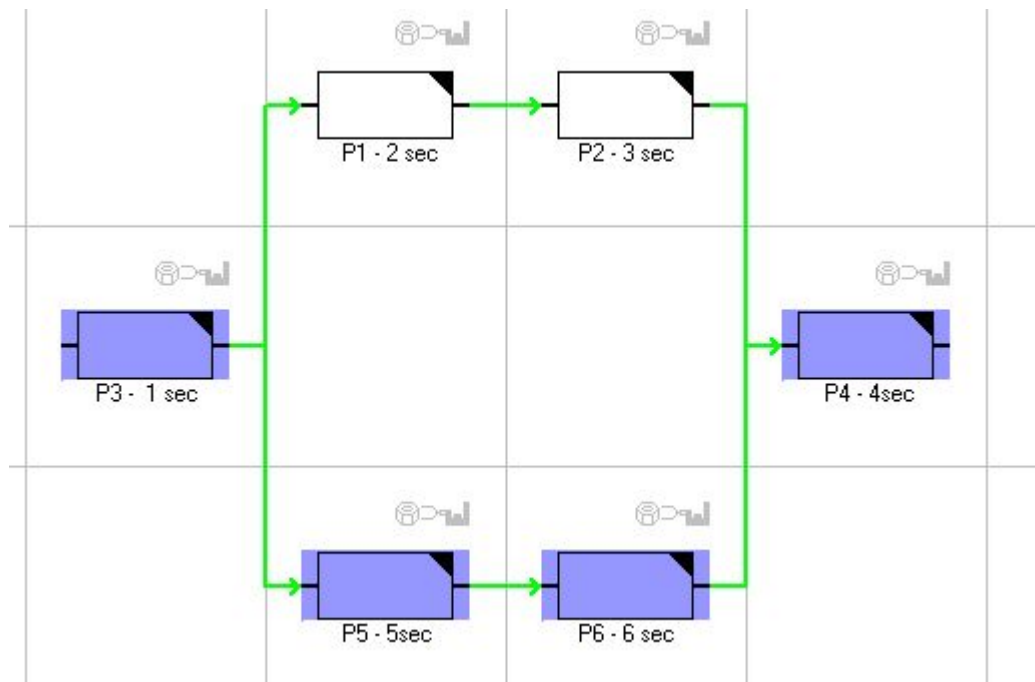 P1 - 2 sec
P2 - 3 sec
P3 -  1 sec
P4 - 4sec
P5 - 5sec
P6 - 6 sec